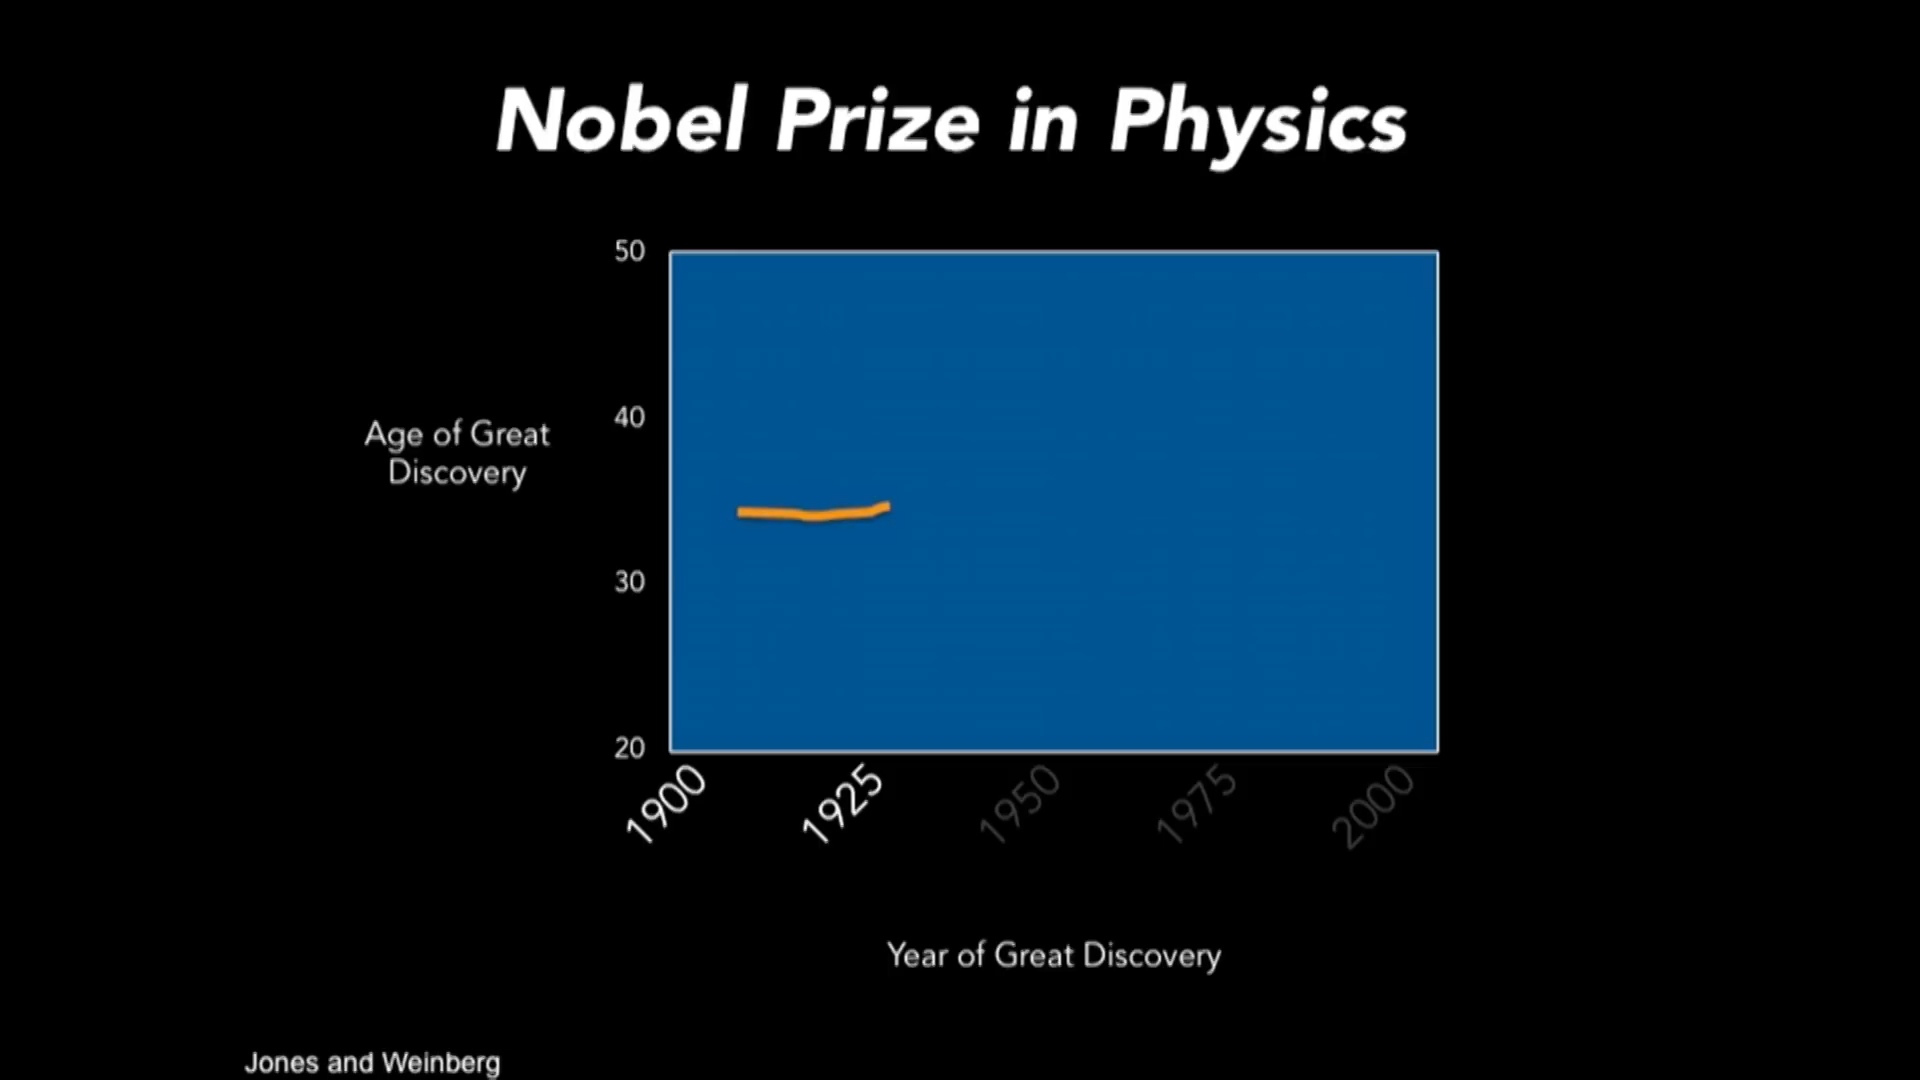 Nobel Prize in Physics
50
40
Age of Great
Discovery
30
20
1900
1925
1950
1975
2000
Year of Great Discovery
Jones and Weinberg